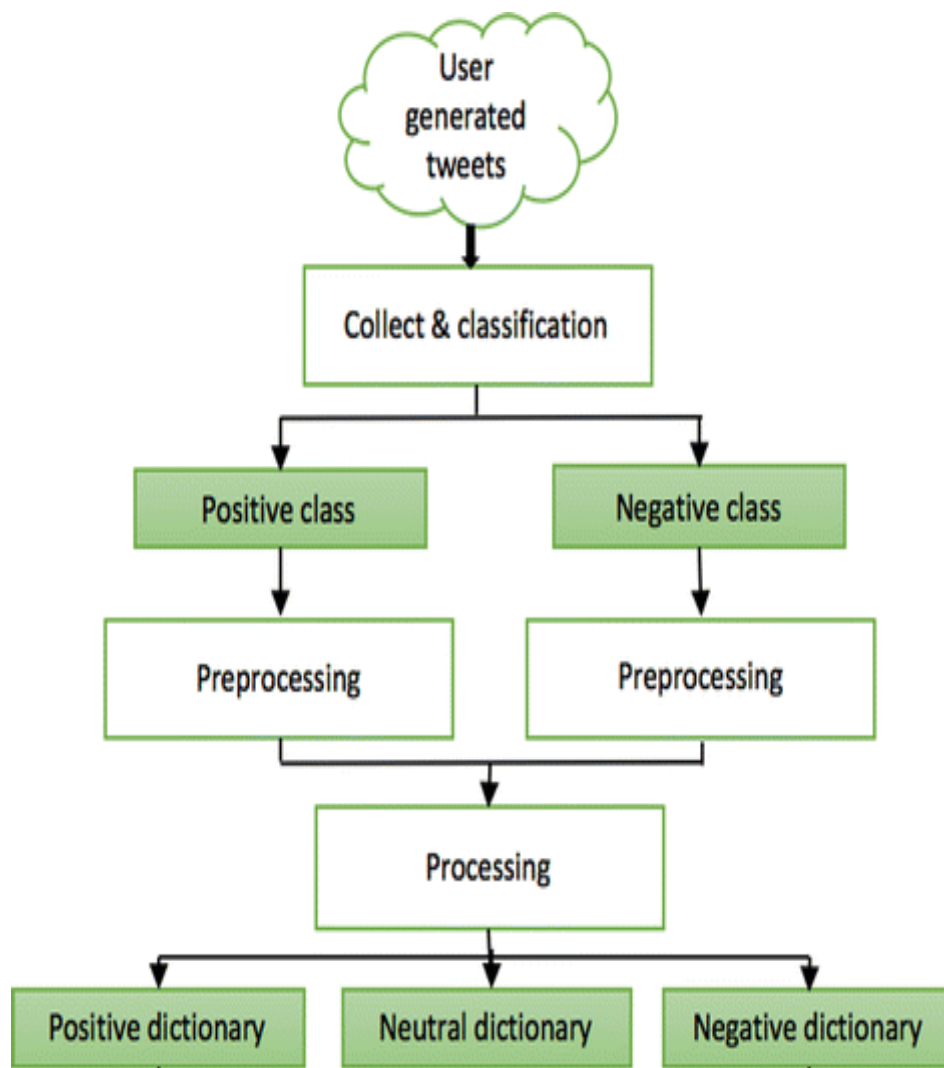 User
generated
tweets
Collect & classification
Positive class
Negative class
Preprocessing
Preprocessing
Processing
Positive dictionary
Neutral dictionary
Negative dictionary